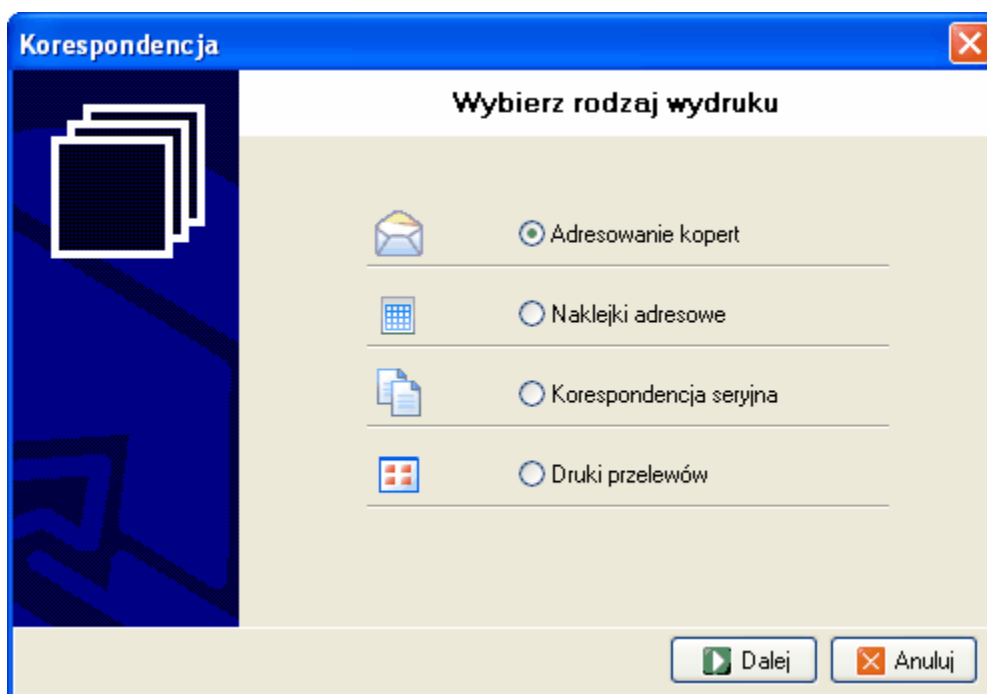 Korespondencja
Wybierz rodzaj wydruku
Adresowanie kopert
Naklejki adresowe
Korespondencja seryjna
Druki przelewów
Dalej
Anuluj